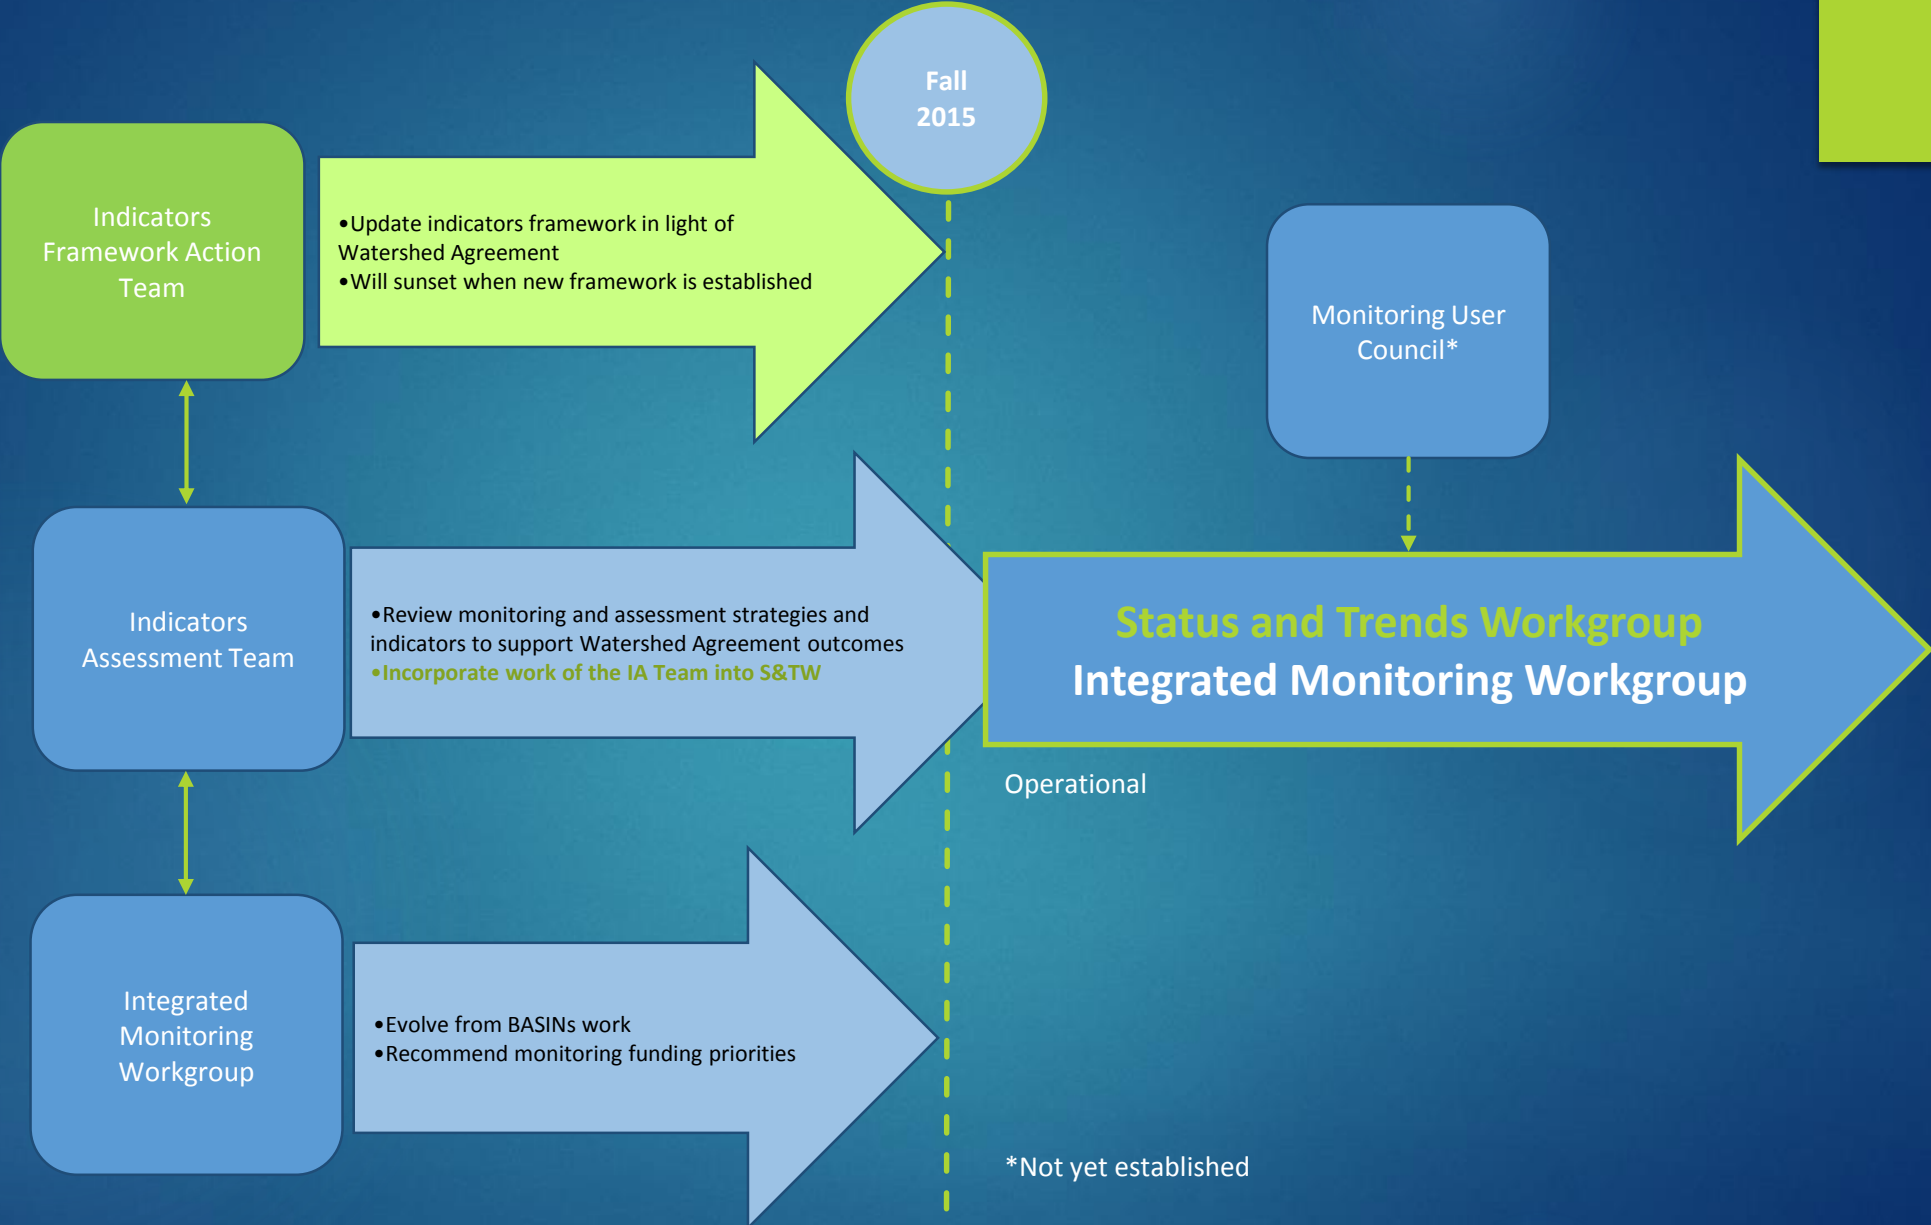 Fall
2015
Indicators
Framework Action
Team
•Update indicators framework in light of
Watershed Agreement
•Will sunset when new framework is established
Monitoring User
Council*
Indicators
Assessment Team
•Review monitoring and assessment strategies and
indicators to support Watershed Agreement outcomes
•Incorporate work of the IA Team into S&TW
Status and Trends Workgroup
Integrated Monitoring Workgroup
Operational
Integrated
Monitoring
Workgroup
•Evolve from BASINs work
•Recommend monitoring funding priorities
*Not yet established